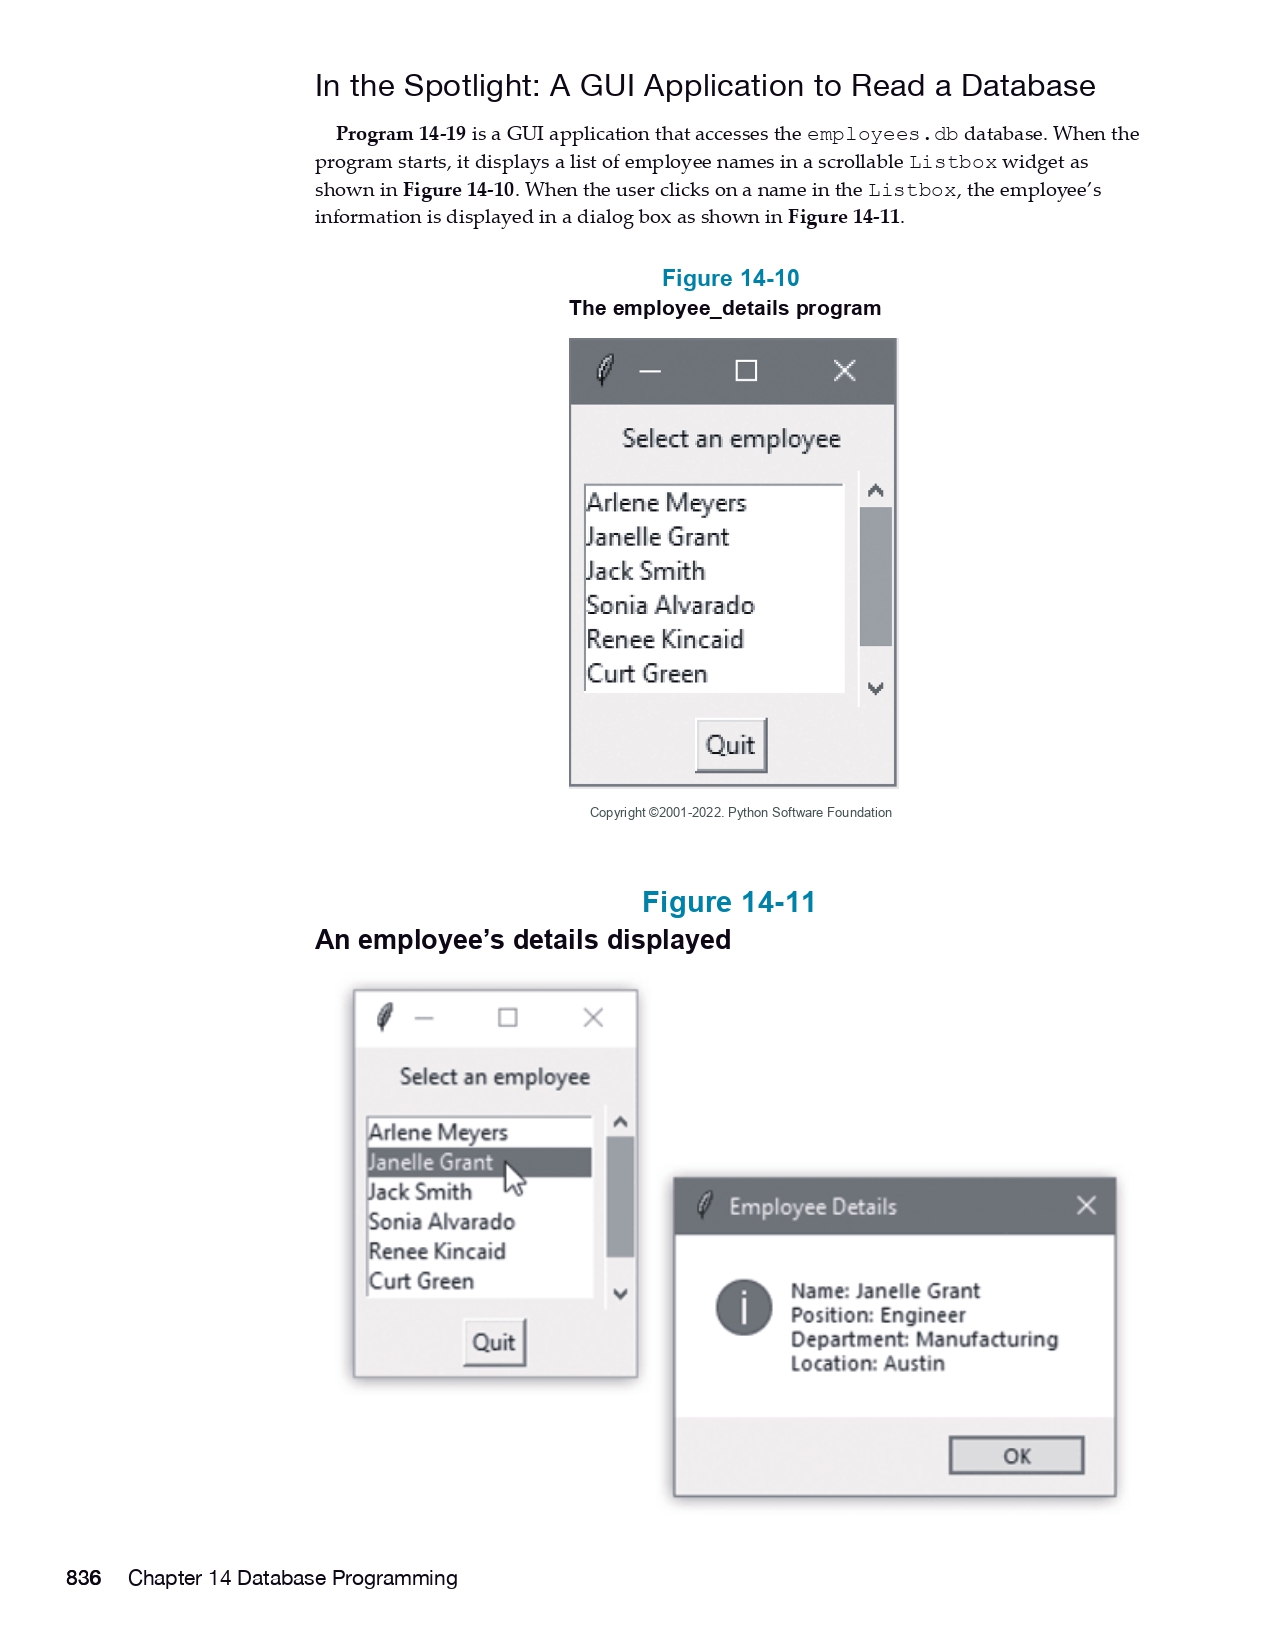 In the Spotlight: A GUI Application to Read a Database
Program 14-19 is a GUI application that accesses the employees.db database. When the
program starts, it displays a list of employee names in a scrollable Listbox widget as
shown in Figure 14-10. When the user clicks on a name in the Listbox, the employee’s
information is displayed in a dialog box as shown in Figure 14-11.
Figure 14-10
The employee_details program
Select an employee
Arlene Meyers
Janelle Grant
Jack Smith
Sonia Alvarado
Renee Kincaid
Curt Green
Quit
Copyright ©2001-2022. Python Software Foundation
Figure 14-11
An employee’s details displayed
Select an employee
Arlene Meyers
Janelle Grant
Jack Smith
Sonia Alvarado
Renee Kincaid
Curt Green
Quit
Employee Details
Name: Janelle Grant
Position: Engineer
Department: Manufacturing
Location: Austin
OK
836 Chapter 14 Database Programming